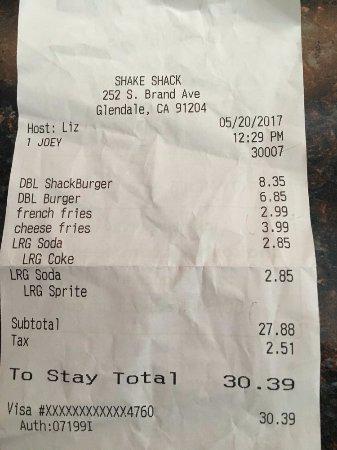 SHAKE SHACK
252 S. Brand Ave
Glendale, CA 91204
Host: Liz 05/20/2017
1 JOEY 12:29 PM
30007
DBL ShackBurger 8.35
DBL Burger 6.85
french fries 2.99
cheese fries 3.99
LRG Soda 2.85
LRG Coke
LRG Soda 2.85
LRG Sprite
Subtotal 27.88
Tax 2.51
To Stay Total 30.39
Visa #XXXXXXXXXXXX4760 30.39
Auth:07199I